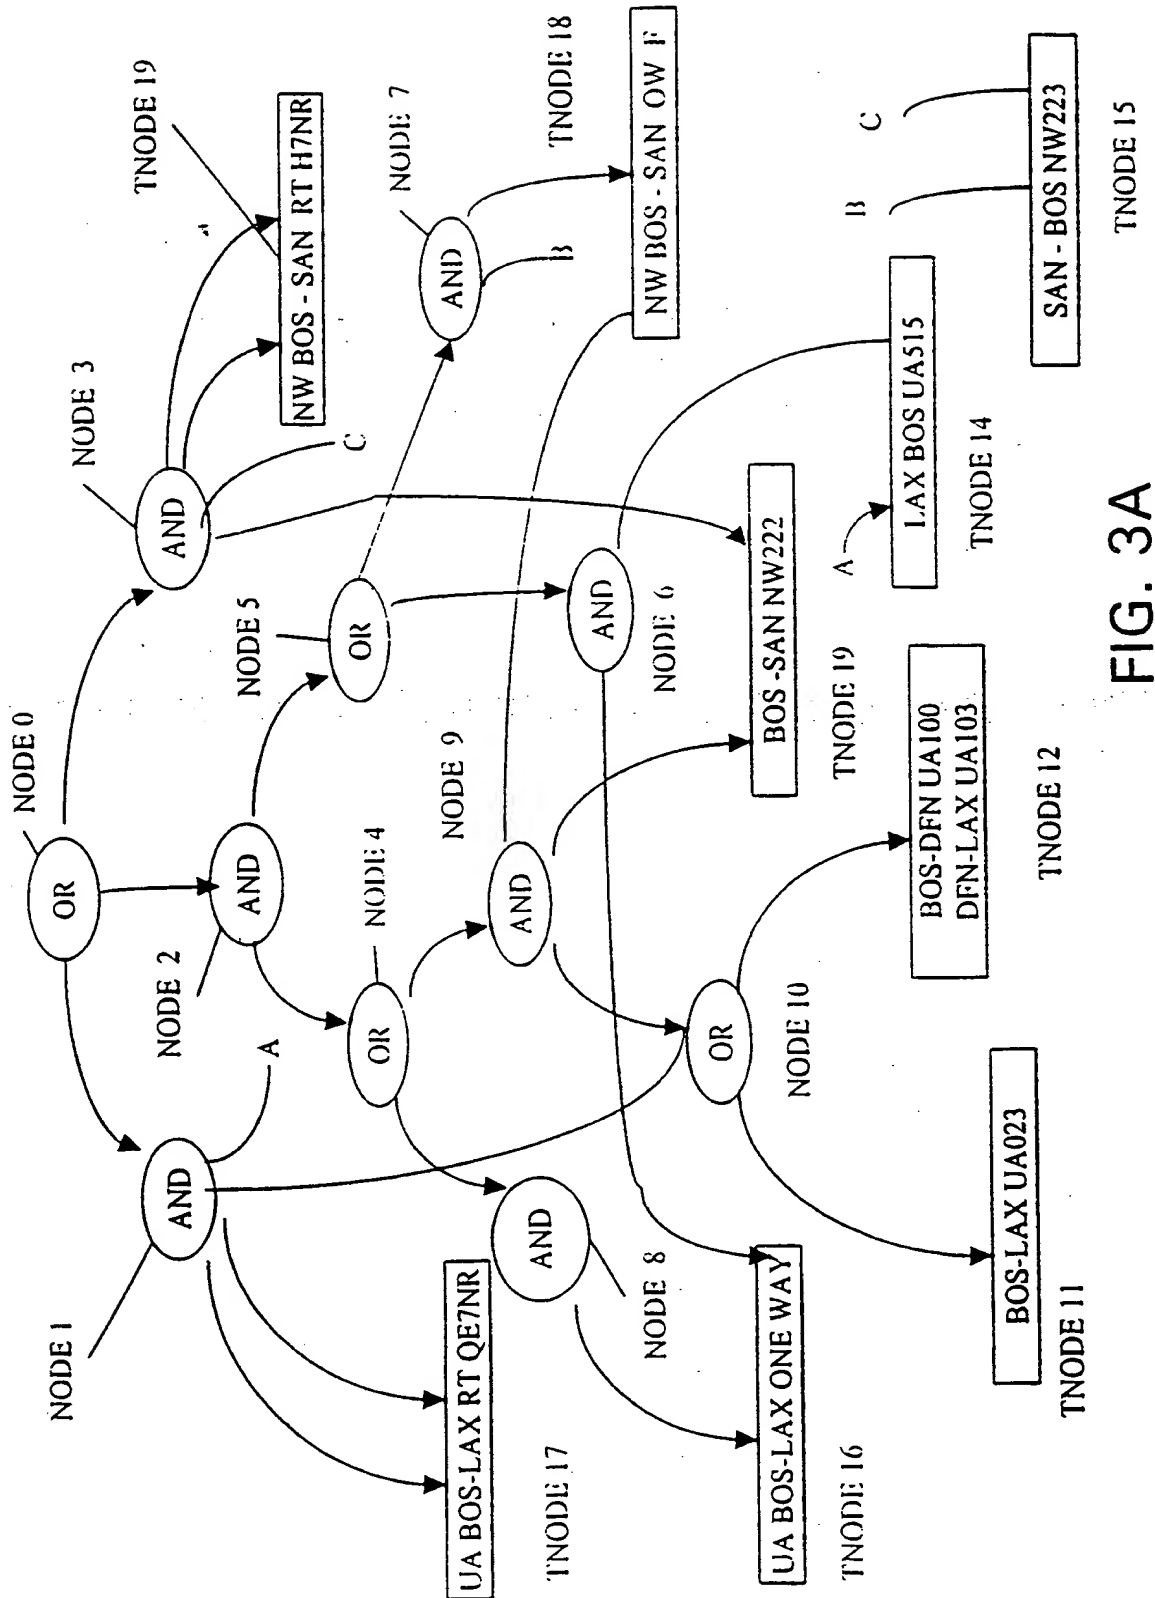 NODE 0
OR
NODE 1
AND
NODE 2
AND
NODE 3
AND
TNODE 19
NW BOS - SAN RT H7NR
A
C
NODE 4
OR
NODE 5
OR
NODE 7
AND
B
UA BOS-LAX RT QE7NR
TNODE 17
AND
NODE 8
NODE 9
AND
AND
NODE 6
TNODE 18
NW BOS - SAN OW F
UA BOS-LAX ONE WAY
TNODE 16
OR
NODE 10
BOS -SAN NW222
TNODE 19
A
LAX BOS UA515
TNODE 14
B
C
SAN - BOS NW223
TNODE 15
BOS-LAX UA023
TNODE 11
BOS-DFN UA100
DFN-LAX UA103
TNODE 12
FIG. 3A